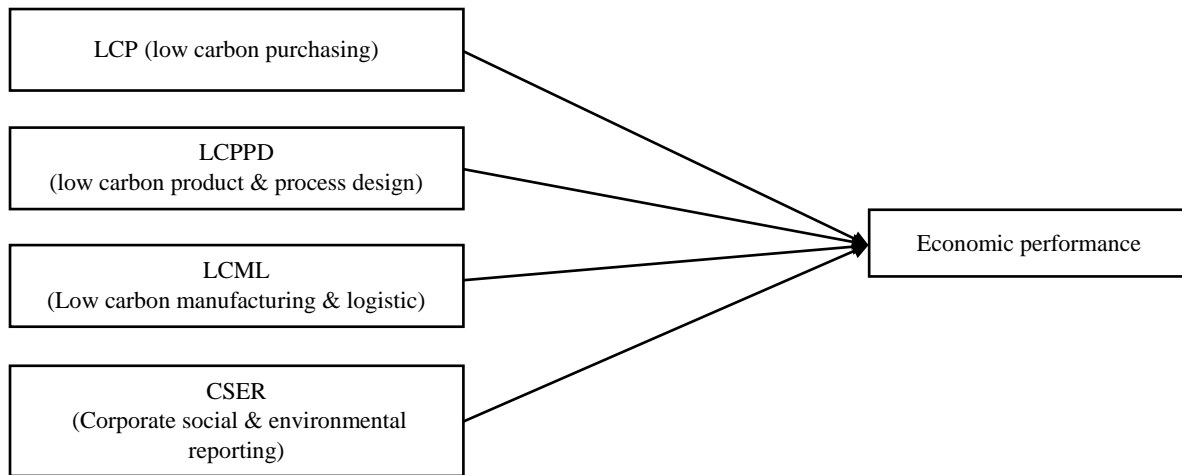 LCP (low carbon purchasing)
LCPPD
(low carbon product & process design)
LCML
(Low carbon manufacturing & logistic)
CSER
(Corporate social & environmental
reporting)
Economic performance